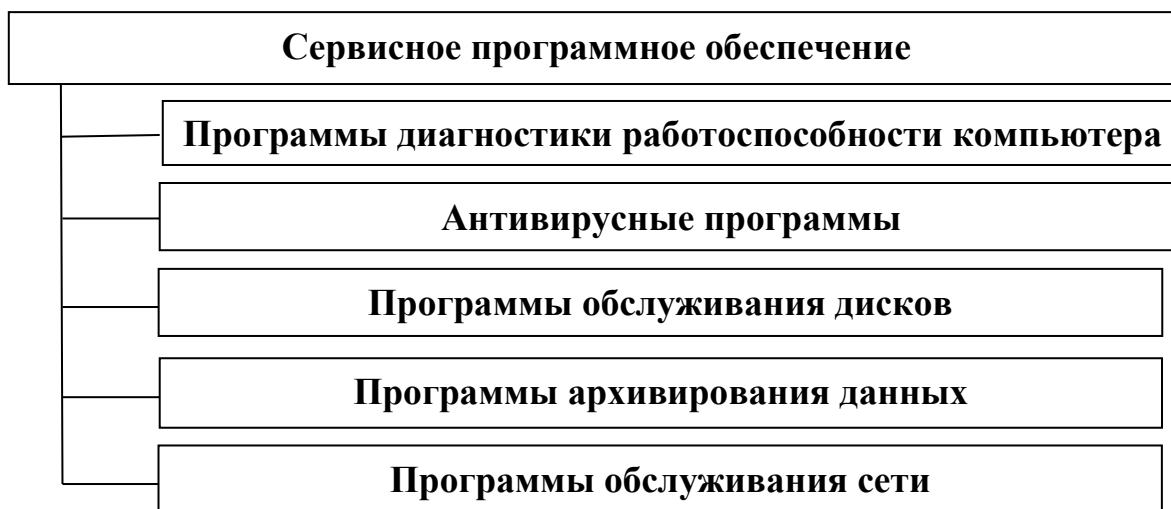 Сервисное программное обеспечение
Программы диагностики работоспособности компьютера
Антивирусные программы
Программы обслуживания дисков
Программы архивирования данных
Программы обслуживания сети